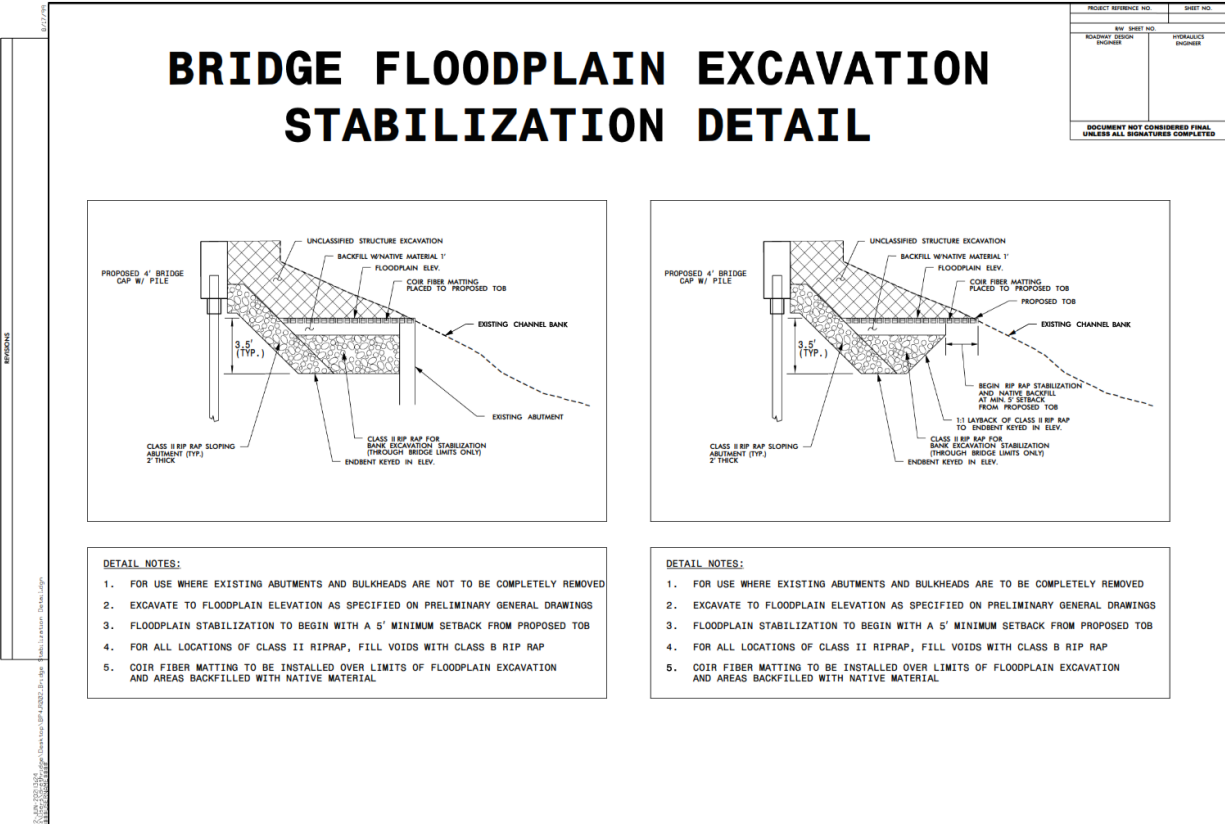 8/17/99
PROJECT REFERENCE NO.
SHEET NO.
R/W SHEET NO.
ROADWAY DESIGN
ENGINEER
HYDRAULICS
ENGINEER
DOCUMENT NOT CONSIDERED FINAL
UNLESS ALL SIGNATURES COMPLETED
BRIDGE FLOODPLAIN EXCAVATION
STABILIZATION DETAIL
REVISIONS
UNCLASSIFIED STRUCTURE EXCAVATION
BACKFILL W/NATIVE MATERIAL 1'
FLOODPLAIN ELEV.
COIR FIBER MATTING
PLACED TO PROPOSED TOB
PROPOSED 4' BRIDGE
CAP W/ PILE
EXISTING CHANNEL BANK
3.5'
(TYP.)
EXISTING ABUTMENT
CLASS II RIP RAP SLOPING
ABUTMENT (TYP.)
2' THICK
CLASS II RIP RAP FOR
BANK EXCAVATION STABILIZATION
(THROUGH BRIDGE LIMITS ONLY)
ENDBENT KEYED IN ELEV.
UNCLASSIFIED STRUCTURE EXCAVATION
BACKFILL W/NATIVE MATERIAL 1'
FLOODPLAIN ELEV.
COIR FIBER MATTING
PLACED TO PROPOSED TOB
PROPOSED TOB
PROPOSED 4' BRIDGE
CAP W/ PILE
EXISTING CHANNEL BANK
3.5'
(TYP.)
BEGIN RIP RAP STABILIZATION
AND NATIVE BACKFILL
AT MIN. 5' SETBACK
FROM PROPOSED TOB
1:1 LAYBACK OF CLASS II RIP RAP
TO ENDBENT KEYED IN ELEV.
CLASS II RIP RAP SLOPING
ABUTMENT (TYP.)
2' THICK
CLASS II RIP RAP FOR
BANK EXCAVATION STABILIZATION
(THROUGH BRIDGE LIMITS ONLY)
ENDBENT KEYED IN ELEV.
DETAIL NOTES:
1. FOR USE WHERE EXISTING ABUTMENTS AND BULKHEADS ARE NOT TO BE COMPLETELY REMOVED
2. EXCAVATE TO FLOODPLAIN ELEVATION AS SPECIFIED ON PRELIMINARY GENERAL DRAWINGS
3. FLOODPLAIN STABILIZATION TO BEGIN WITH A 5' MINIMUM SETBACK FROM PROPOSED TOB
4. FOR ALL LOCATIONS OF CLASS II RIPRAP, FILL VOIDS WITH CLASS B RIP RAP
5. COIR FIBER MATTING TO BE INSTALLED OVER LIMITS OF FLOODPLAIN EXCAVATION
AND AREAS BACKFILLED WITH NATIVE MATERIAL
DETAIL NOTES:
1. FOR USE WHERE EXISTING ABUTMENTS AND BULKHEADS ARE TO BE COMPLETELY REMOVED
2. EXCAVATE TO FLOODPLAIN ELEVATION AS SPECIFIED ON PRELIMINARY GENERAL DRAWINGS
3. FLOODPLAIN STABILIZATION TO BEGIN WITH A 5' MINIMUM SETBACK FROM PROPOSED TOB
4. FOR ALL LOCATIONS OF CLASS II RIPRAP, FILL VOIDS WITH CLASS B RIP RAP
5. COIR FIBER MATTING TO BE INSTALLED OVER LIMITS OF FLOODPLAIN EXCAVATION
AND AREAS BACKFILLED WITH NATIVE MATERIAL